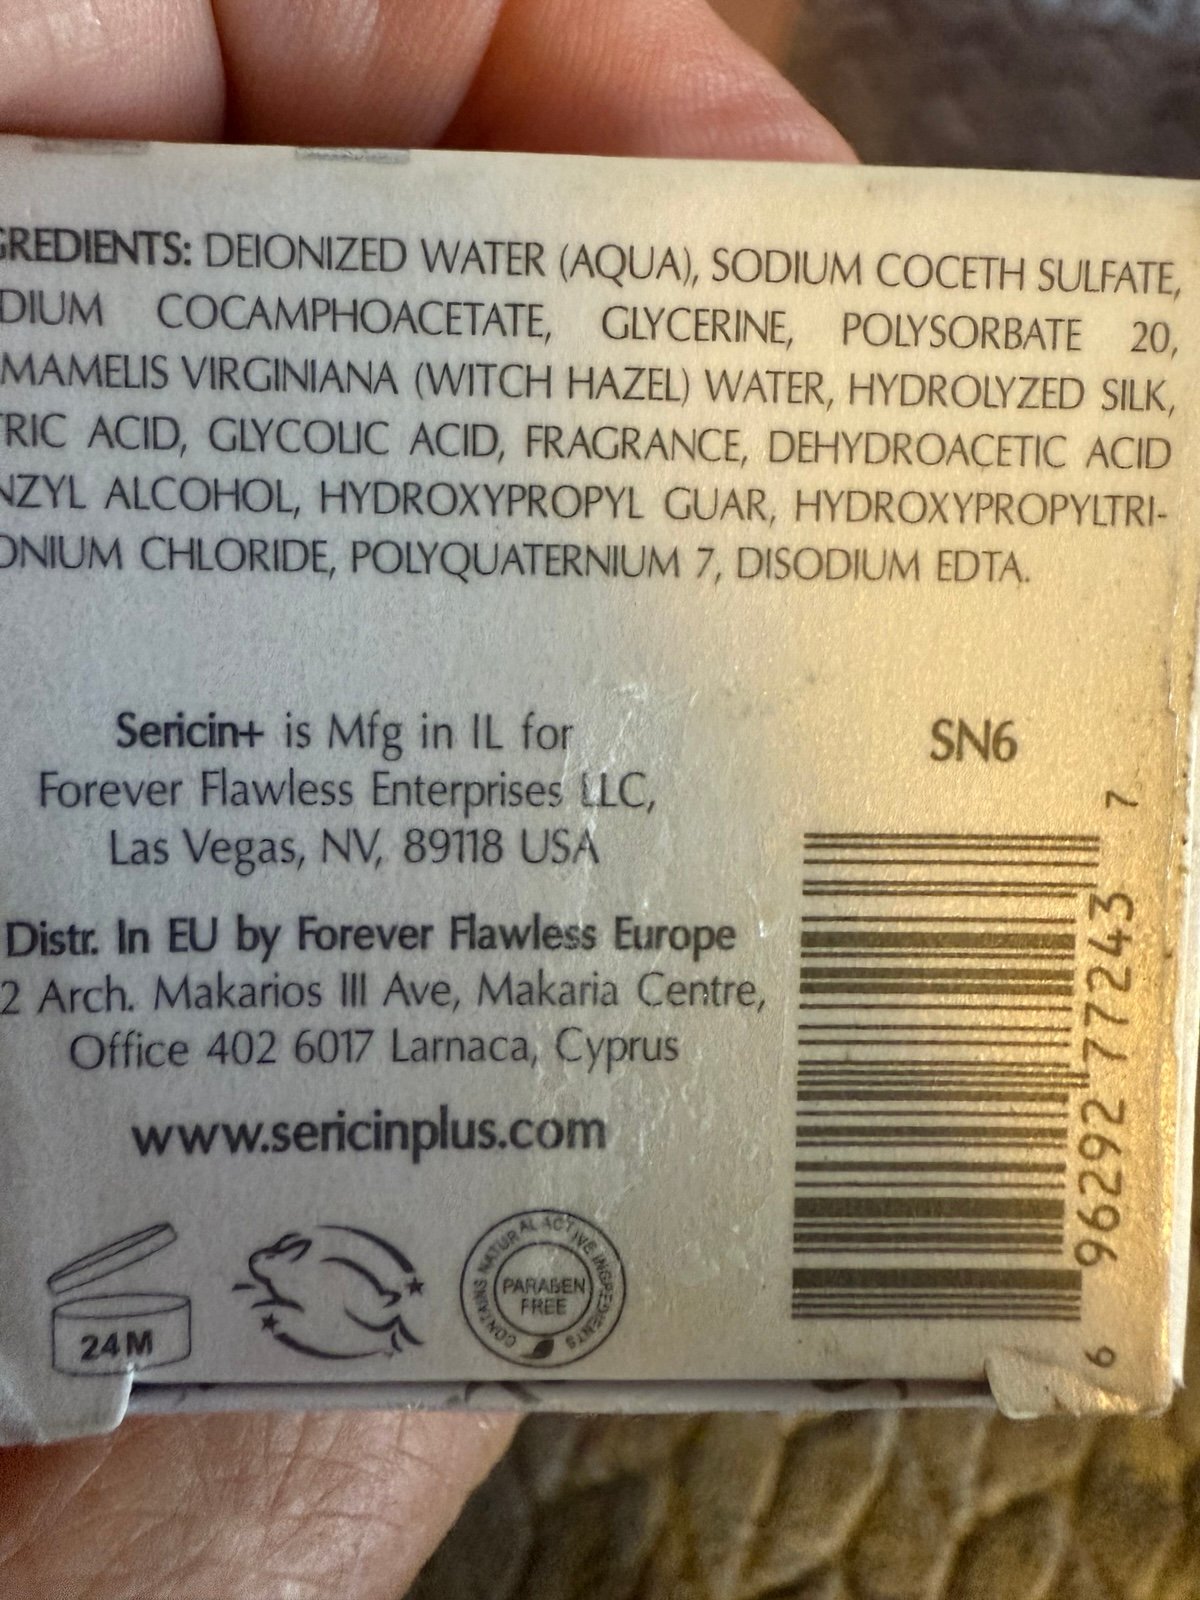 GREDIENTS: DEIONIZED WATER (AQUA), SODIUM COCETH SULFATE,
DIUM COCAMPHOACETATE, GLYCERINE, POLYSORBATE 20,
MAMELIS VIRGINIANA (WITCH HAZEL) WATER, HYDROLYZED SILK,
TRIC ACID, GLYCOLIC ACID, FRAGRANCE, DEHYDROACETIC ACID
NZYL ALCOHOL, HYDROXYPROPYL GUAR, HYDROXYPROPYLTRI-
ONIUM CHLORIDE, POLYQUATERNIUM 7, DISODIUM EDTA.
Sericin+ is Mfg in IL for
Forever Flawless Enterprises LLC,
Las Vegas, NV, 89118 USA
Distr. In EU by Forever Flawless Europe
2 Arch. Makarios III Ave, Makaria Centre,
Office 402 6017 Larnaca, Cyprus
www.sericinplus.com
24M
CONTAINS NATURAL ACTIVE INGREDIENTS
PARABEN
FREE
SN6
6 96292 77243 7